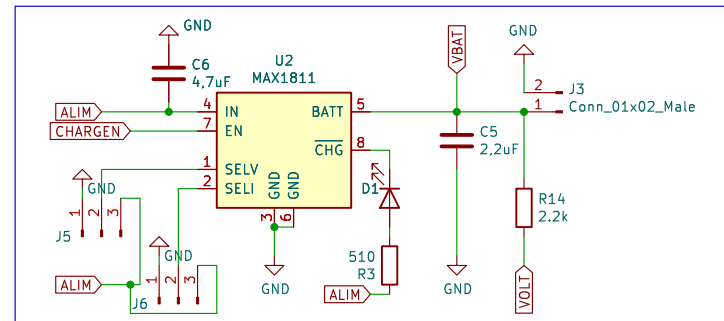 GND
C6
4,7uF
U2
MAX1811
VBAT
GND
J3
2
1
Conn_01x02_Male
ALIM
4
IN
BATT
5
CHARGEN
7
EN
CHG
8
C5
2,2uF
1
SELV
2
SELI
GND
GND
3
6
D1
R14
2.2k
GND
1
2
3
J5
GND
1
2
3
J6
ALIM
GND
510
R3
ALIM
GND
VOLT